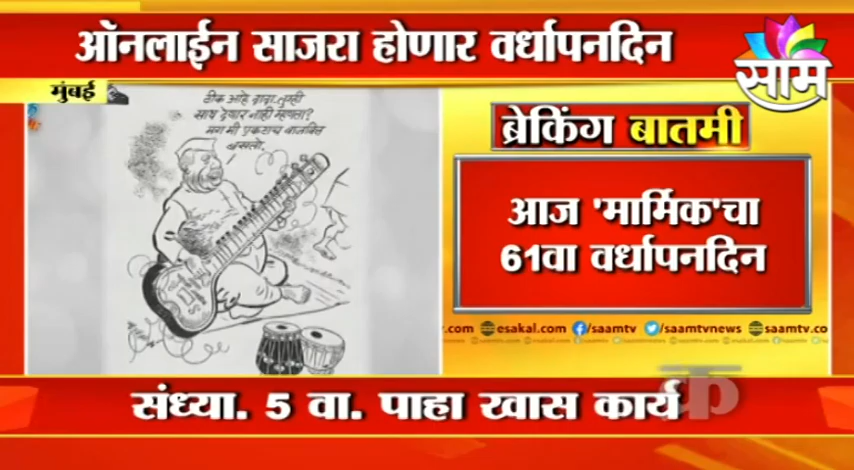 ऑनलाईन साजरा होणार वर्धापनदिन
साम
मुंबई
ठीक आहे दादा. तुम्ही
साथ देणार नाही म्हणता?
मग मी एकटाच वाजवित
बसतो.
ब्रेकिंग बातमी
आज 'मार्मिक'चा
61वा वर्धापनदिन
.com esakal.com /saamtv /saamtvnews saamtv.co
संध्या. 5 वा. पाहा खास कार्य